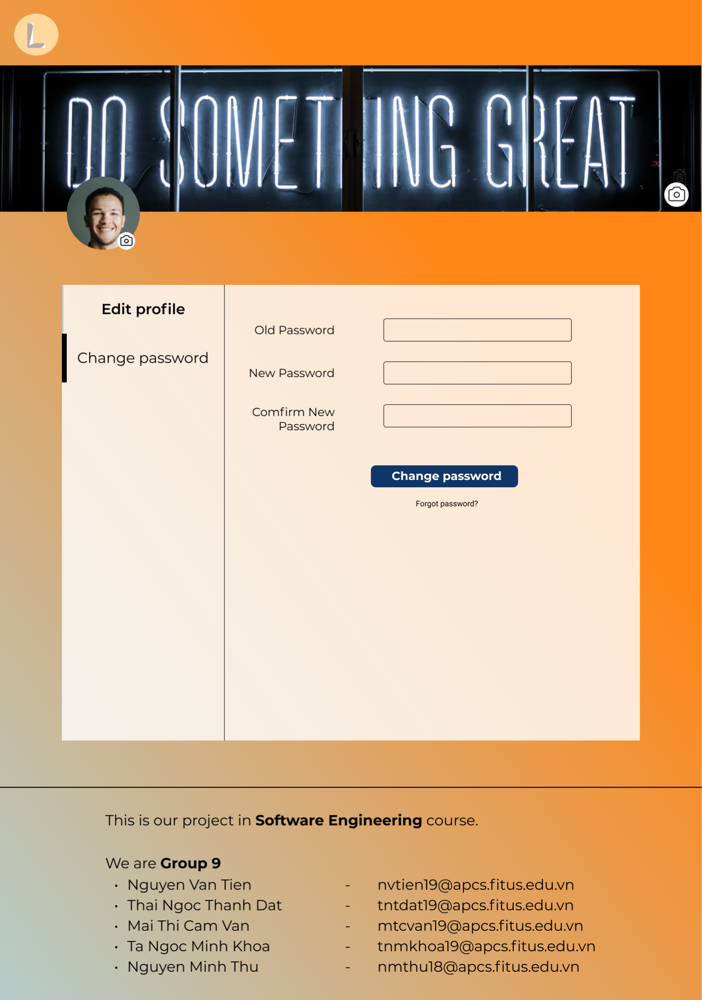 L
DO SOMETHING GREAT
Edit profile
Change password
Old Password
New Password
Comfirm New
Password
Change password
Forgot password?
This is our project in Software Engineering course.
We are Group 9
• Nguyen Van Tien - nvtien19@apcs.fitus.edu.vn
• Thai Ngoc Thanh Dat - tntdat19@apcs.fitus.edu.vn
• Mai Thi Cam Van - mtcvan19@apcs.fitus.edu.vn
• Ta Ngoc Minh Khoa - tnmkhoa19@apcs.fitus.edu.vn
• Nguyen Minh Thu - nmthu18@apcs.fitus.edu.vn